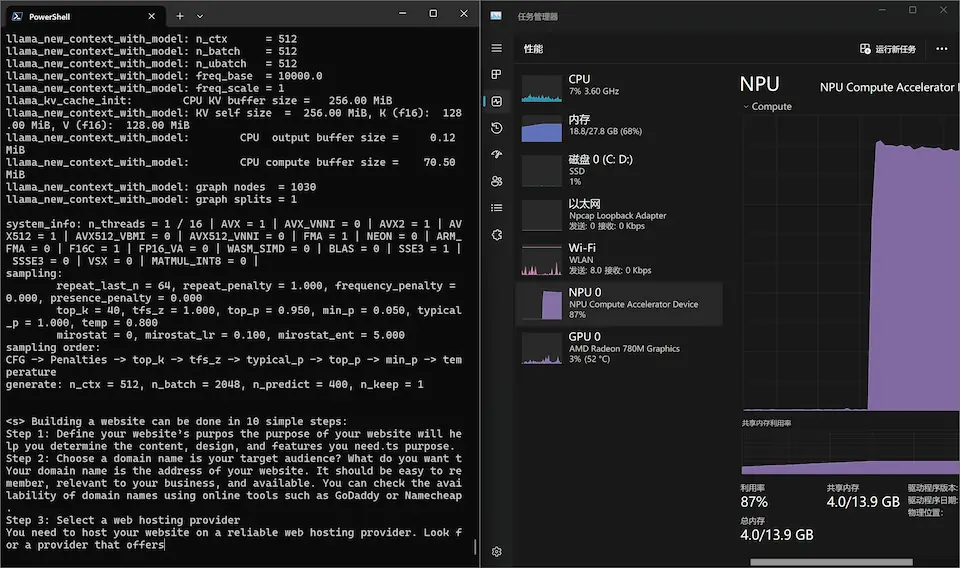 PowerShell
llama_new_context_with_model: n_ctx      = 512
llama_new_context_with_model: n_batch    = 512
llama_new_context_with_model: n_ubatch   = 512
llama_new_context_with_model: freq_base  = 10000.0
llama_new_context_with_model: freq_scale = 1
llama_kv_cache_init:        CPU KV buffer size =   256.00 MiB
llama_new_context_with_model: KV self size  =  256.00 MiB, K (f16):  128
.00 MiB, V (f16):  128.00 MiB
llama_new_context_with_model:        CPU  output buffer size =     0.12
MiB
llama_new_context_with_model:        CPU compute buffer size =    70.50
MiB
llama_new_context_with_model: graph nodes  = 1030
llama_new_context_with_model: graph splits = 1
system_info: n_threads = 1 / 16 | AVX = 1 | AVX_VNNI = 0 | AVX2 = 1 | AV
X512 = 1 | AVX512_VBMI = 0 | AVX512_VNNI = 0 | FMA = 1 | NEON = 0 | ARM_
FMA = 0 | F16C = 1 | FP16_VA = 0 | WASM_SIMD = 0 | BLAS = 0 | SSE3 = 1 |
SSSE3 = 0 | VSX = 0 | MATMUL_INT8 = 0 |
sampling:
repeat_last_n = 64, repeat_penalty = 1.000, frequency_penalty =
0.000, presence_penalty = 0.000
top_k = 40, tfs_z = 1.000, top_p = 0.950, min_p = 0.050, typical
_p = 1.000, temp = 0.800
mirostat = 0, mirostat_lr = 0.100, mirostat_ent = 5.000
sampling order:
CFG -> Penalties -> top_k -> tfs_z -> typical_p -> top_p -> min_p -> tem
perature
generate: n_ctx = 512, n_batch = 2048, n_predict = 400, n_keep = 1
<s> Building a website can be done in 10 simple steps:
Step 1: Define your website's purpos the purpose of your website will he
lp you determine the content, design, and features you need.ts purpose.
Step 2: Choose a domain name is your target audience? What do you want t
Your domain name is the address of your website. It should be easy to re
member, relevant to your business, and available. You can check the avai
lability of domain names using online tools such as GoDaddy or Namecheap
.
Step 3: Select a web hosting provider
You need to host your website on a reliable web hosting provider. Look f
or a provider that offers
任务管理器
性能
运行新任务
CPU
7% 3.60 GHz
内存
18.8/27.8 GB (68%)
磁盘 0 (C: D:)
SSD
1%
以太网
Npcap Loopback Adapter
发送: 0 接收: 0 Kbps
Wi-Fi
WLAN
发送: 8.0 接收: 0 Kbps
NPU 0
NPU Compute Accelerator Device
87%
GPU 0
AMD Radeon 780M Graphics
3% (52 °C)
NPU
NPU Compute Accelerator
Compute
共享内存利用率
利用率
87%
共享内存
4.0/13.9 GB
驱动程序版本:
驱动程序日期:
物理位置:
总内存
4.0/13.9 GB